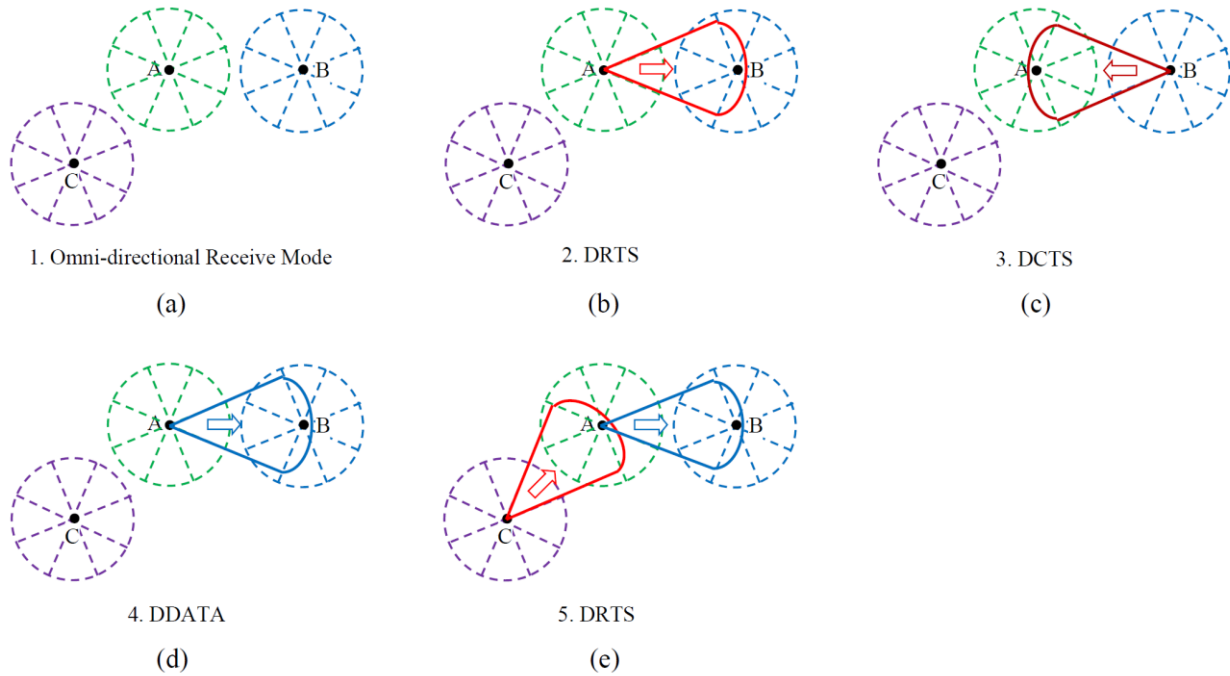 A
B
C
1. Omni-directional Receive Mode
(a)
A
B
C
2. DRTS
(b)
A
B
C
3. DCTS
(c)
A
B
C
4. DDATA
(d)
A
B
C
5. DRTS
(e)